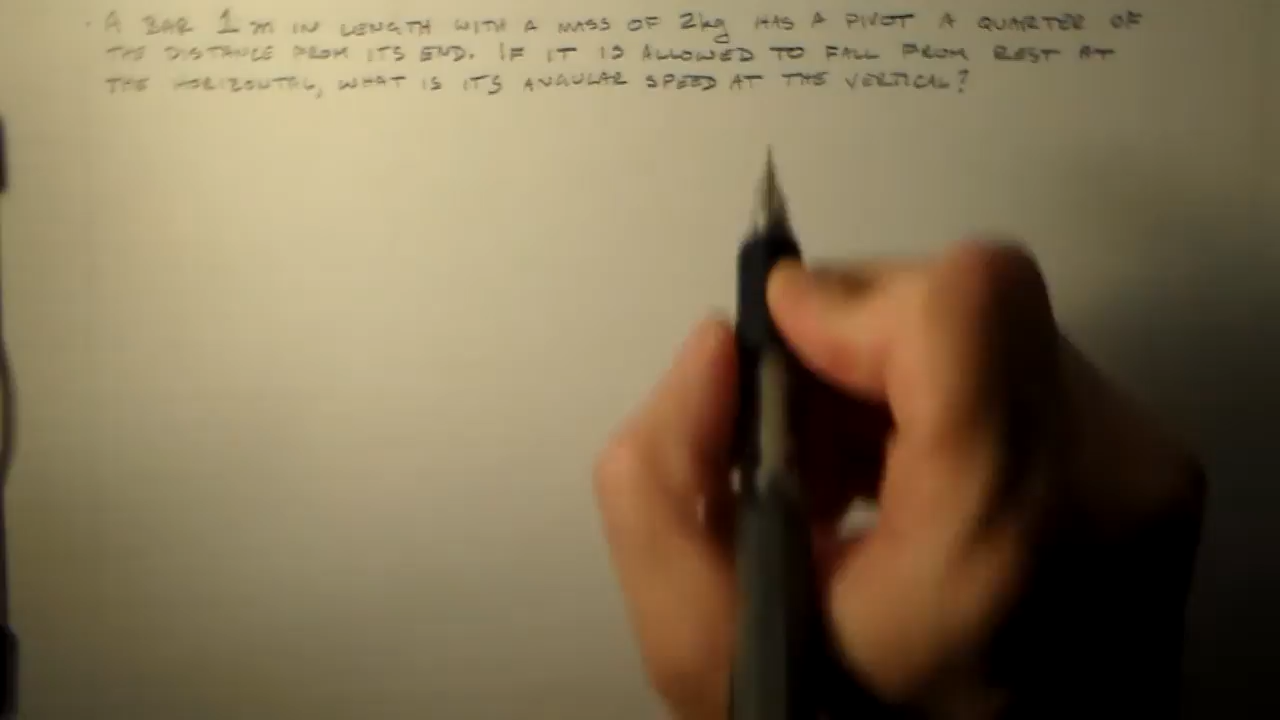 · A BAR 1 m IN LENGTH WITH A MASS OF 2kg HAS A PIVOT A QUARTER OF
THE DISTANCE FROM ITS END. IF IT IS ALLOWED TO FALL FROM REST AT
THE HORIZONTAL, WHAT IS IT'S ANGULAR SPEED AT THE VERTICAL?